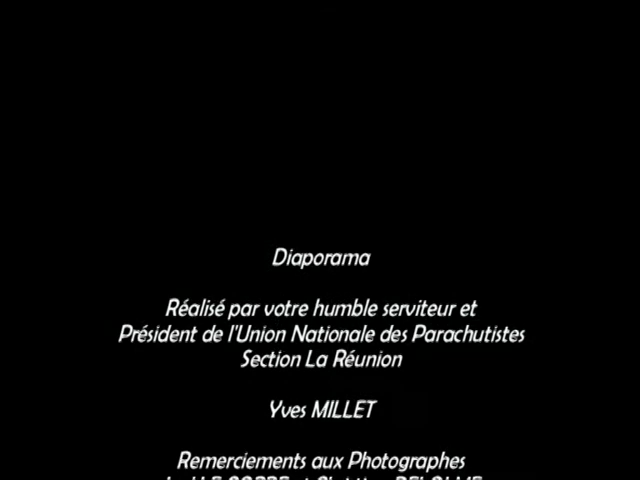 Diaporama
Réalisé par votre humble serviteur et
Président de l'Union Nationale des Parachutistes
Section La Réunion
Yves MILLET
Remerciements aux Photographes